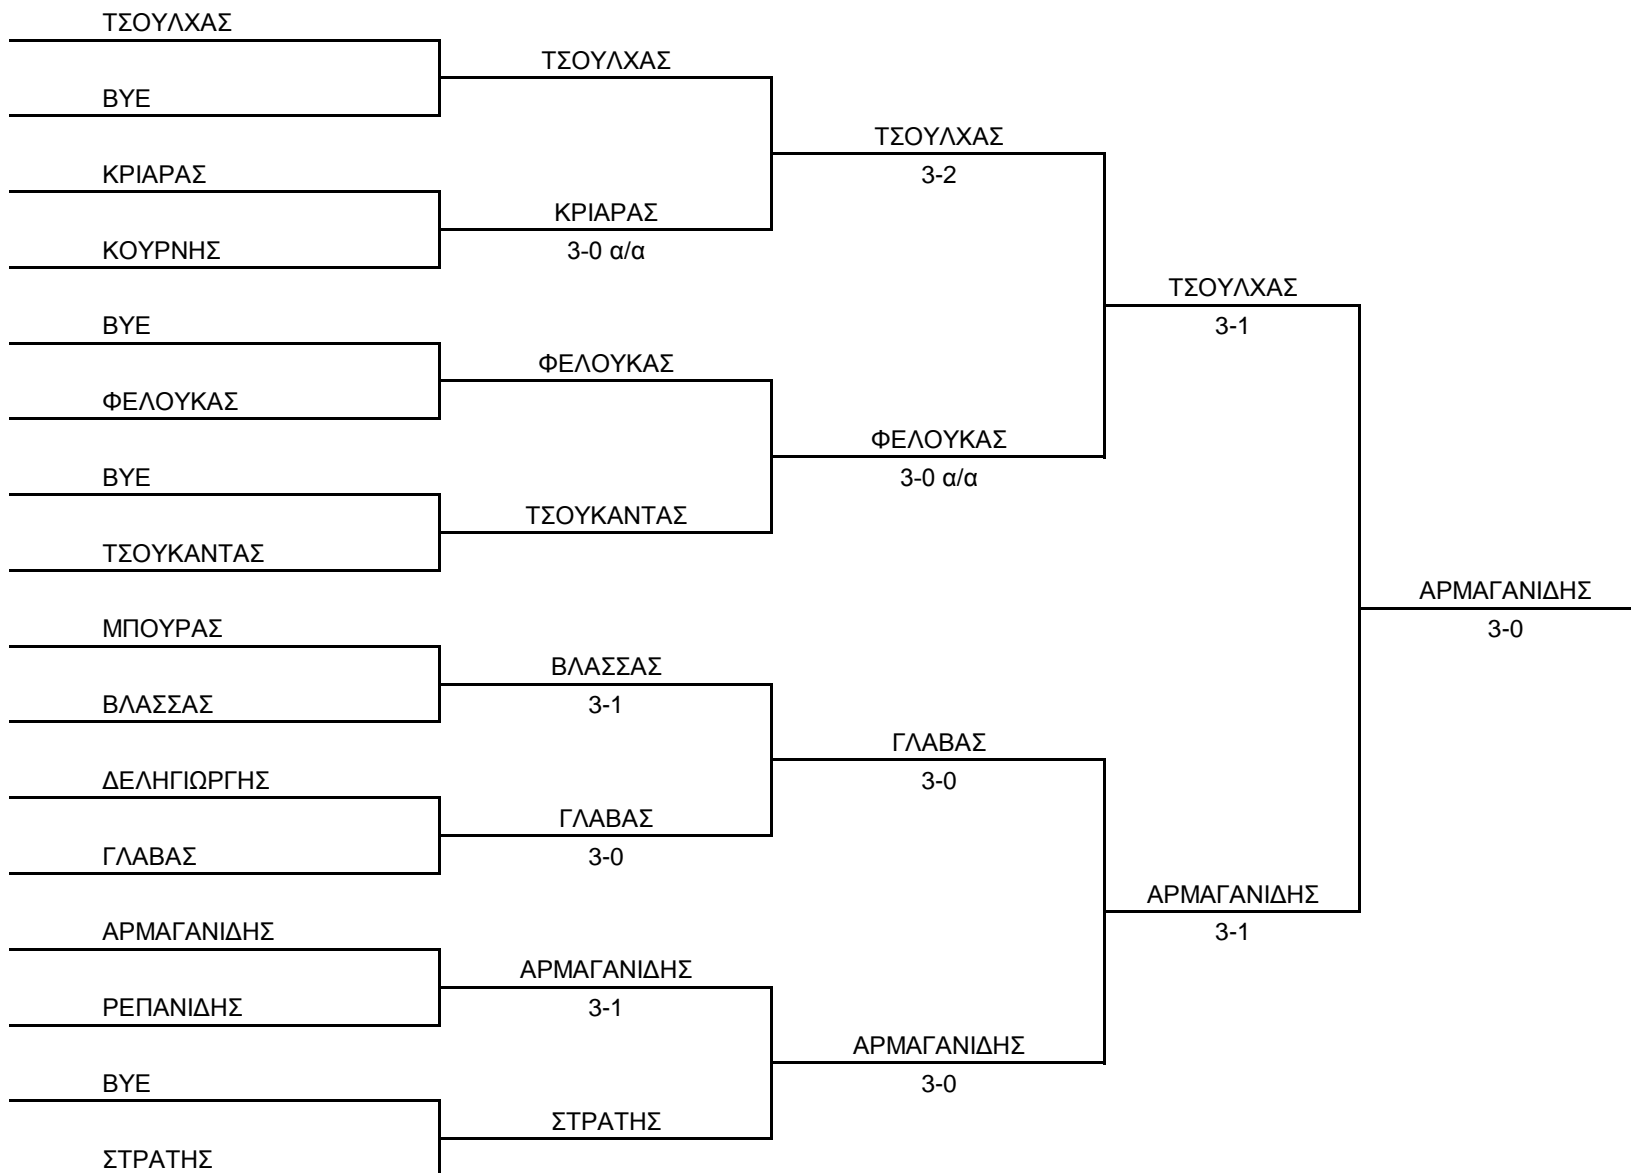 ΤΣΟΥΛΧΑΣ
BYE
ΚΡΙΑΡΑΣ
ΚΟΥΡΝΗΣ
BYE
ΦΕΛΟΥΚΑΣ
BYE
ΤΣΟΥΚΑΝΤΑΣ
ΜΠΟΥΡΑΣ
ΒΛΑΣΣΑΣ
ΔΕΛΗΓΙΩΡΓΗΣ
ΓΛΑΒΑΣ
ΑΡΜΑΓΑΝΙΔΗΣ
ΡΕΠΑΝΙΔΗΣ
BYE
ΣΤΡΑΤΗΣ
ΤΣΟΥΛΧΑΣ
ΚΡΙΑΡΑΣ
3-0 α/α
ΦΕΛΟΥΚΑΣ
ΤΣΟΥΚΑΝΤΑΣ
ΒΛΑΣΣΑΣ
3-1
ΓΛΑΒΑΣ
3-0
ΑΡΜΑΓΑΝΙΔΗΣ
3-1
ΣΤΡΑΤΗΣ
ΤΣΟΥΛΧΑΣ
3-2
ΦΕΛΟΥΚΑΣ
3-0 α/α
ΓΛΑΒΑΣ
3-0
ΑΡΜΑΓΑΝΙΔΗΣ
3-0
ΤΣΟΥΛΧΑΣ
3-1
ΑΡΜΑΓΑΝΙΔΗΣ
3-1
ΑΡΜΑΓΑΝΙΔΗΣ
3-0